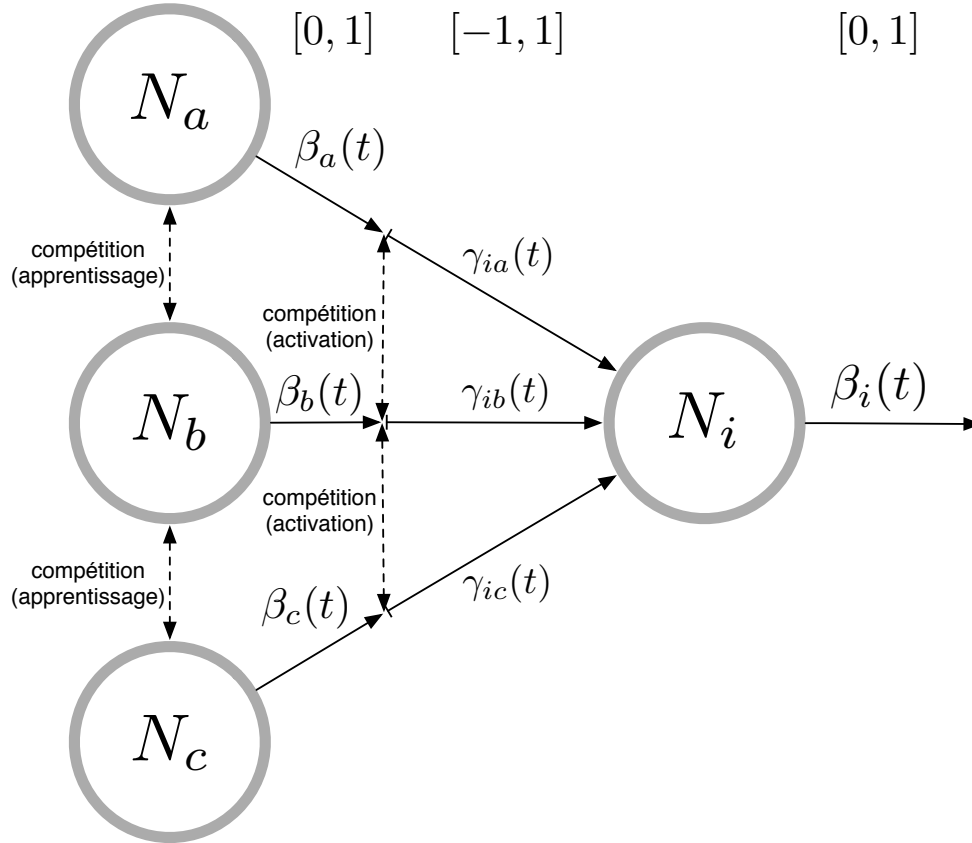 [0, 1]
[−1, 1]
[0, 1]
N_a
β_a(t)
γ_ia(t)
compétition
(apprentissage)
compétition
(activation)
N_b
β_b(t)
γ_ib(t)
N_i
β_i(t)
compétition
(activation)
compétition
(apprentissage)
β_c(t)
γ_ic(t)
N_c